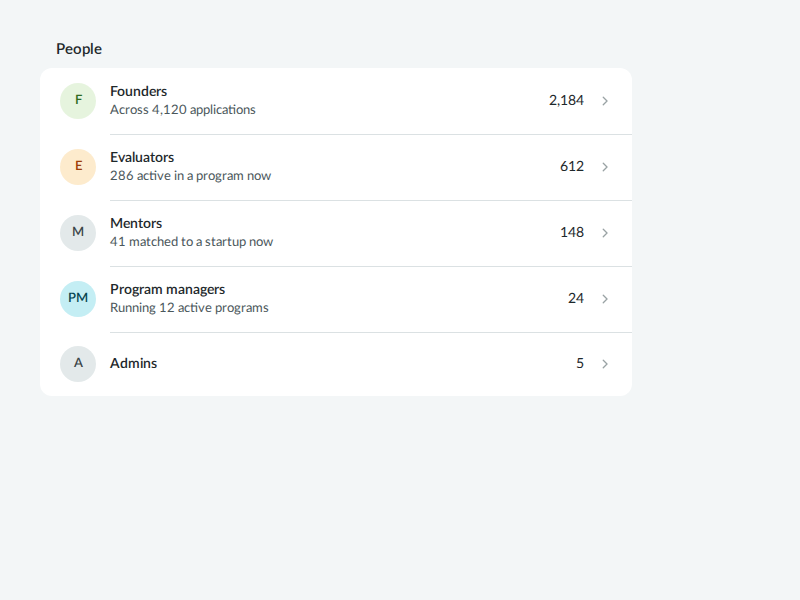 People
F
Founders
Across 4,120 applications
2,184
E
Evaluators
286 active in a program now
612
M
Mentors
41 matched to a startup now
148
PM
Program managers
Running 12 active programs
24
A
Admins
5